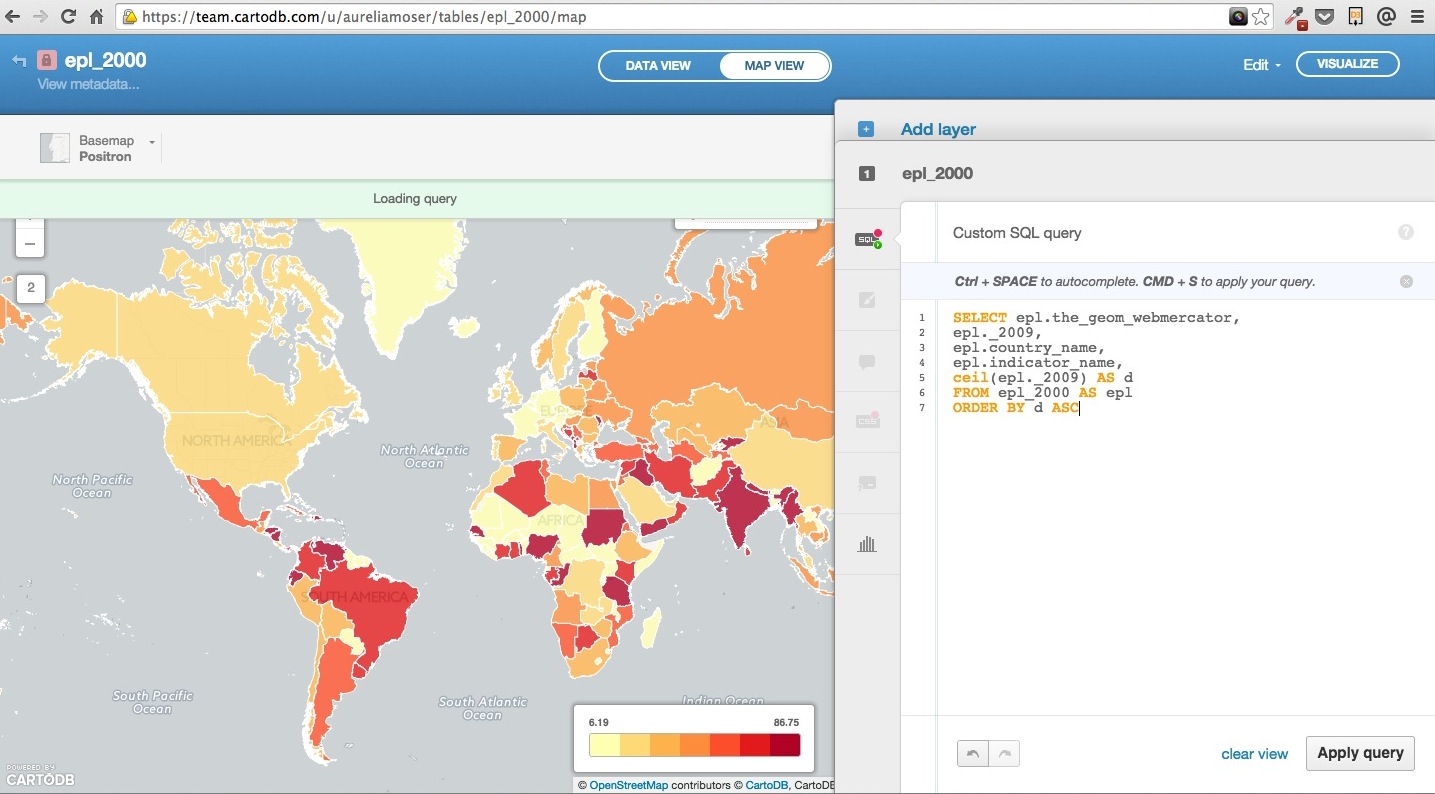 https://team.cartodb.com/u/aureliamoser/tables/epl_2000/map
epl_2000
View metadata...
DATA VIEW
MAP VIEW
Edit
VISUALIZE
Add layer
Basemap
Positron
1
epl_2000
Loading query
SQL
Custom SQL query
?
Ctrl + SPACE to autocomplete. CMD + S to apply your query.
2
1 SELECT epl.the_geom_webmercator,
2 epl._2009,
3 epl.country_name,
4 epl.indicator_name,
5 ceil(epl._2009) AS d
6 FROM epl_2000 AS epl
7 ORDER BY d ASC
CSS
EUROPE
ASIA
NORTH AMERICA
North Atlantic
Ocean
North Pacific
Ocean
AFRICA
SOUTH AMERICA
South Pacific
Ocean
South Atlantic
Ocean
Indian Ocean
6.19
86.75
POWERED BY
CARTODB
© OpenStreetMap contributors © CartoDB, CartoDB
clear view
Apply query